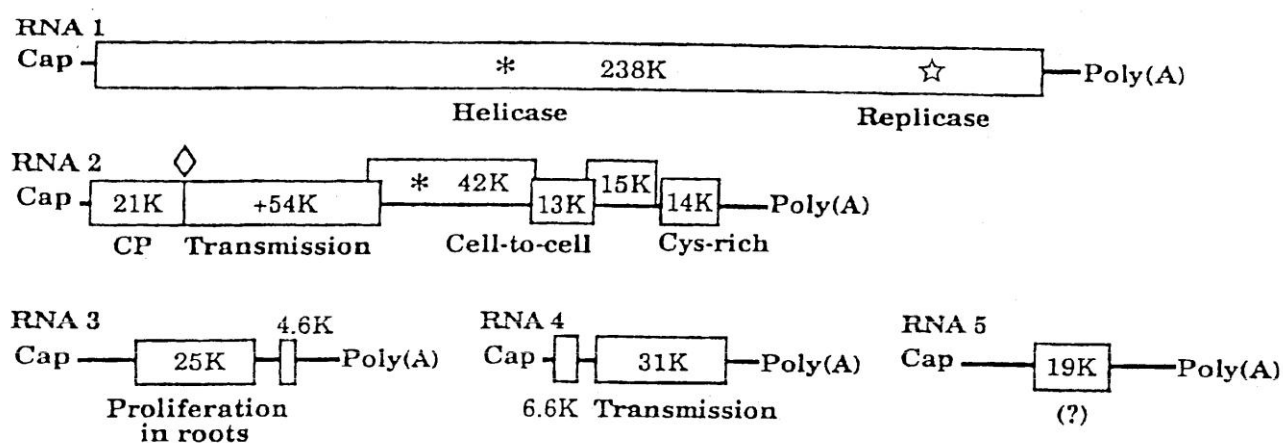 RNA 1
Cap * 238K ☆ Poly(A)
Helicase Replicase
RNA 2
Cap 21K +54K * 42K 13K 15K 14K Poly(A)
CP Transmission Cell-to-cell Cys-rich
RNA 3 4.6K
Cap 25K Poly(A)
Proliferation
in roots
RNA 4
Cap 31K Poly(A)
6.6K Transmission
RNA 5
Cap 19K Poly(A)
(?)